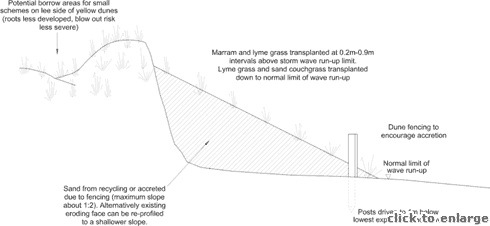 Potential borrow areas for small
schemes on lee side of yellow dunes
(roots less developed, blow out risk
less severe)
Marram and lyme grass transplanted at 0.2m-0.9m
intervals above storm wave run-up limit.
Lyme grass and sand couchgrass transplanted
down to normal limit of wave run-up
Dune fencing to
encourage accretion
Normal limit of
wave run-up
Sand from recycling or accreted
due to fencing (maximum slope
about 1:2). Alternatively existing
eroding face can be re-profiled
to a shallower slope.
Posts driven to 1m below
lowest
click to enlarge